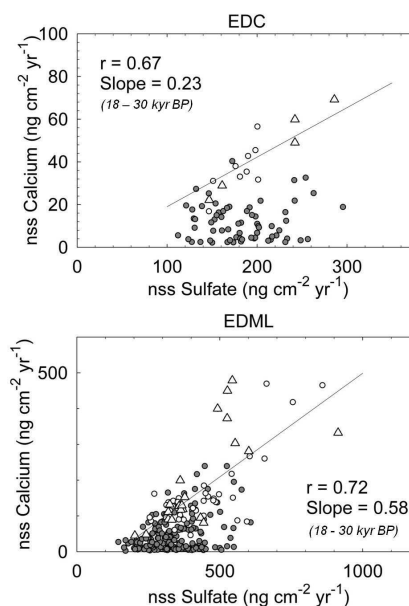 EDC
100
80
60
40
20
0
nss Calcium (ng cm-2 yr-1)
r = 0.67
Slope = 0.23
(18 – 30 kyr BP)
0 100 200 300
nss Sulfate (ng cm-2 yr-1)
EDML
500
0
nss Calcium (ng cm-2 yr-1)
r = 0.72
Slope = 0.58
(18 – 30 kyr BP)
0 500 1000
nss Sulfate (ng cm-2 yr-1)